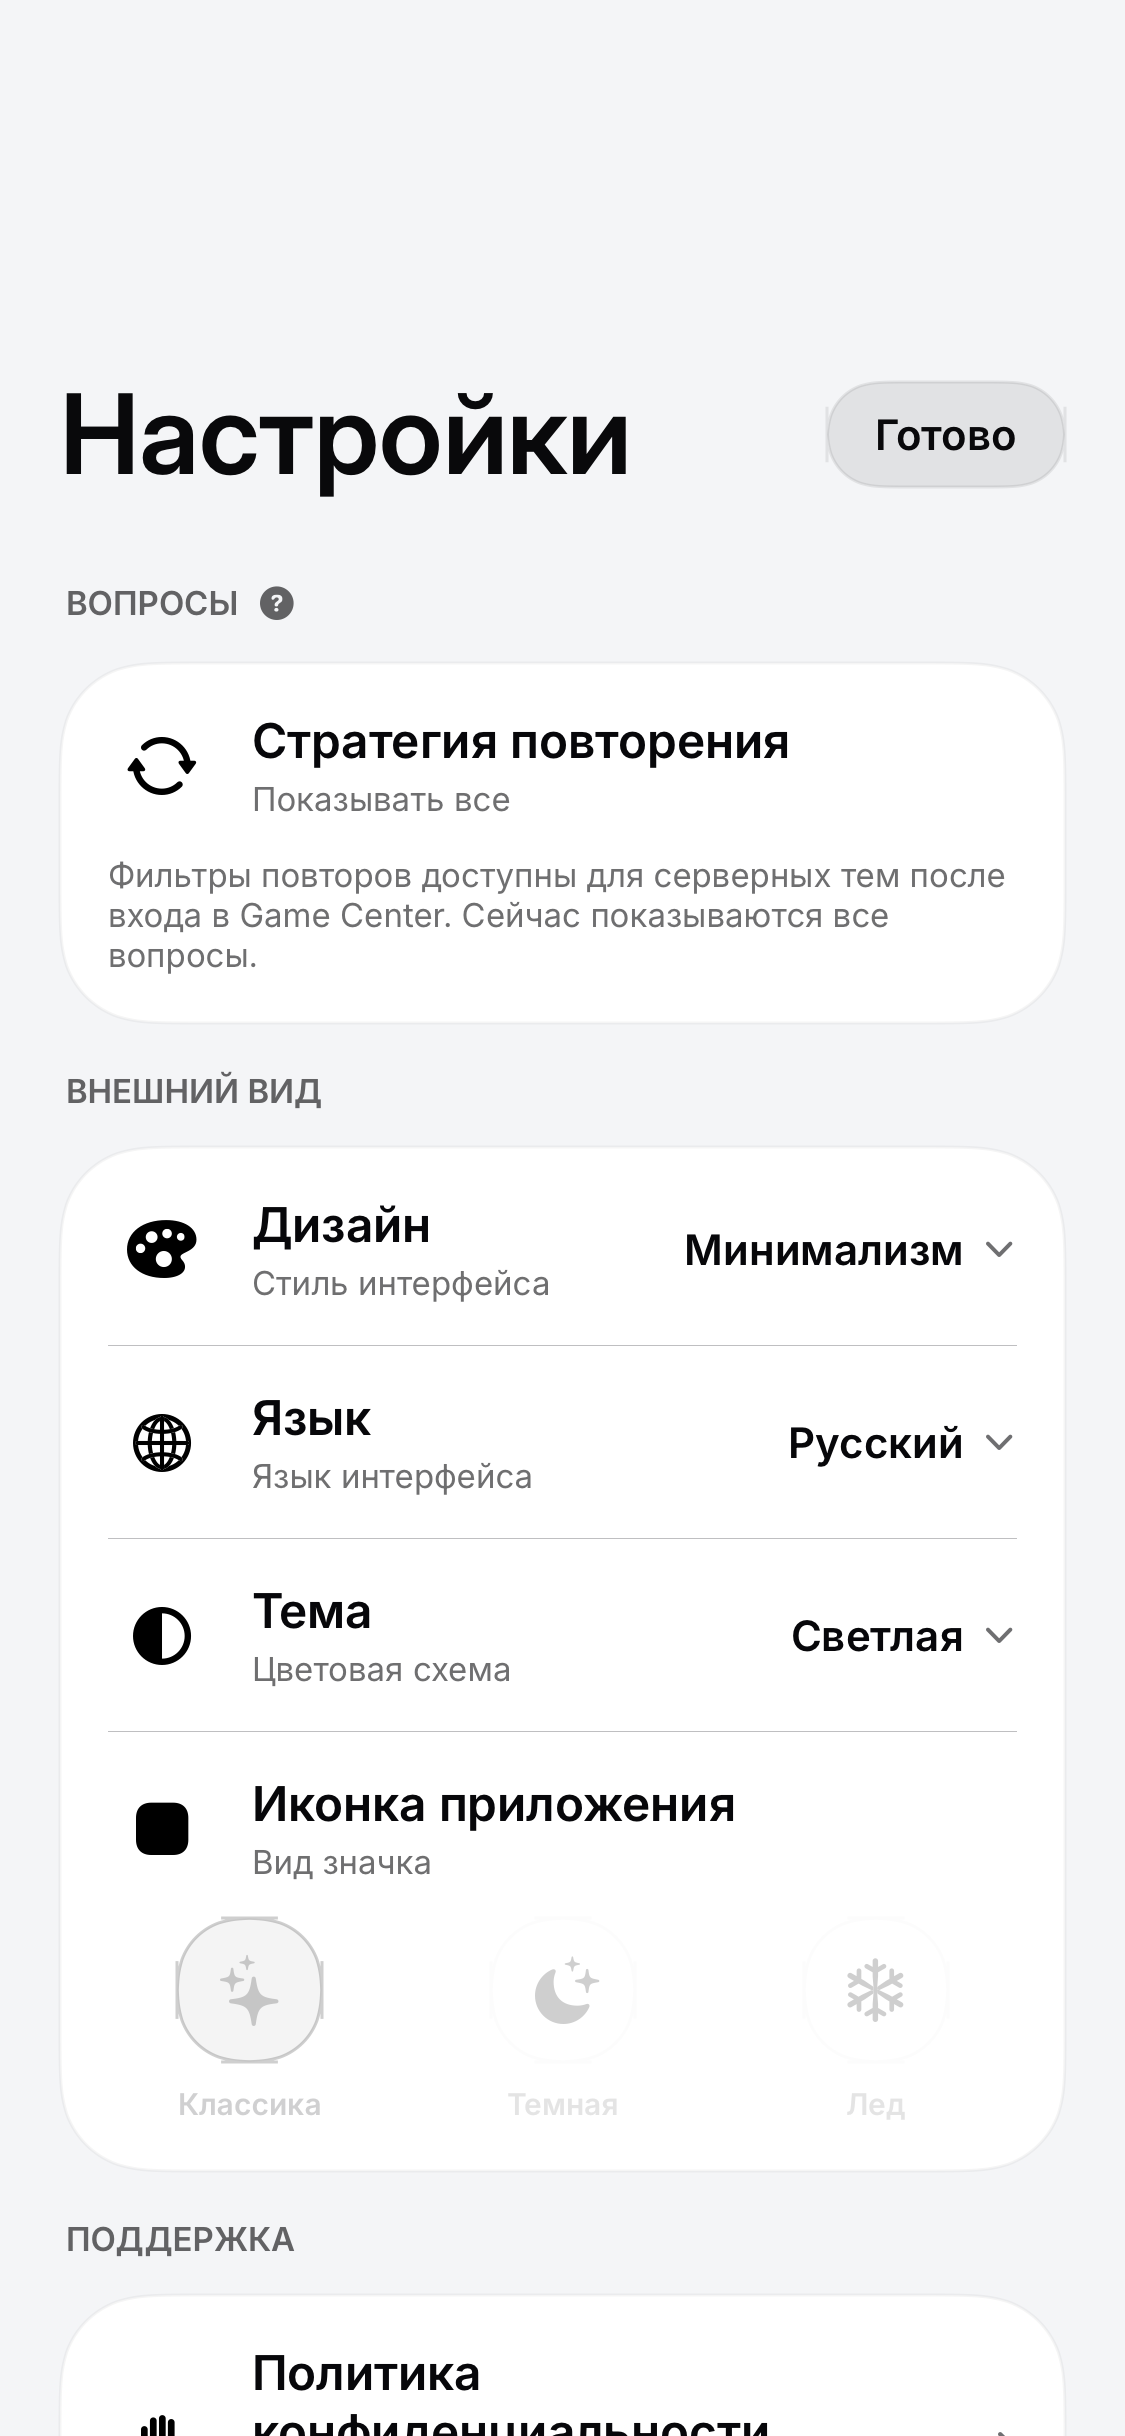 Настройки
Готово
ВОПРОСЫ ?
Стратегия повторения
Показывать все
Фильтры повторов доступны для серверных тем после
входа в Game Center. Сейчас показываются все
вопросы.
ВНЕШНИЙ ВИД
Дизайн
Стиль интерфейса
Минимализм
Язык
Язык интерфейса
Русский
Тема
Цветовая схема
Светлая
Иконка приложения
Вид значка
Классика
Темная
Лед
ПОДДЕРЖКА
Политика
конфиденциальности